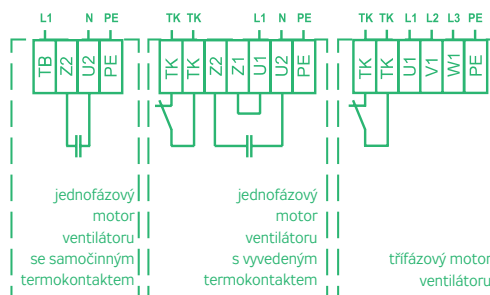 L1 N PE
TK TK L1 N PE
TK TK L1 L2 L3 PE
TB Z2 U2 PE
TK TK Z2 Z1 U1 U2 PE
TK TK U1 V1 W1 PE
jednofázový
motor
ventilátoru
se samočinným
termokontaktem
jednofázový
motor
ventilátoru
s vyvedeným
termokontaktem
třífázový motor
ventilátoru